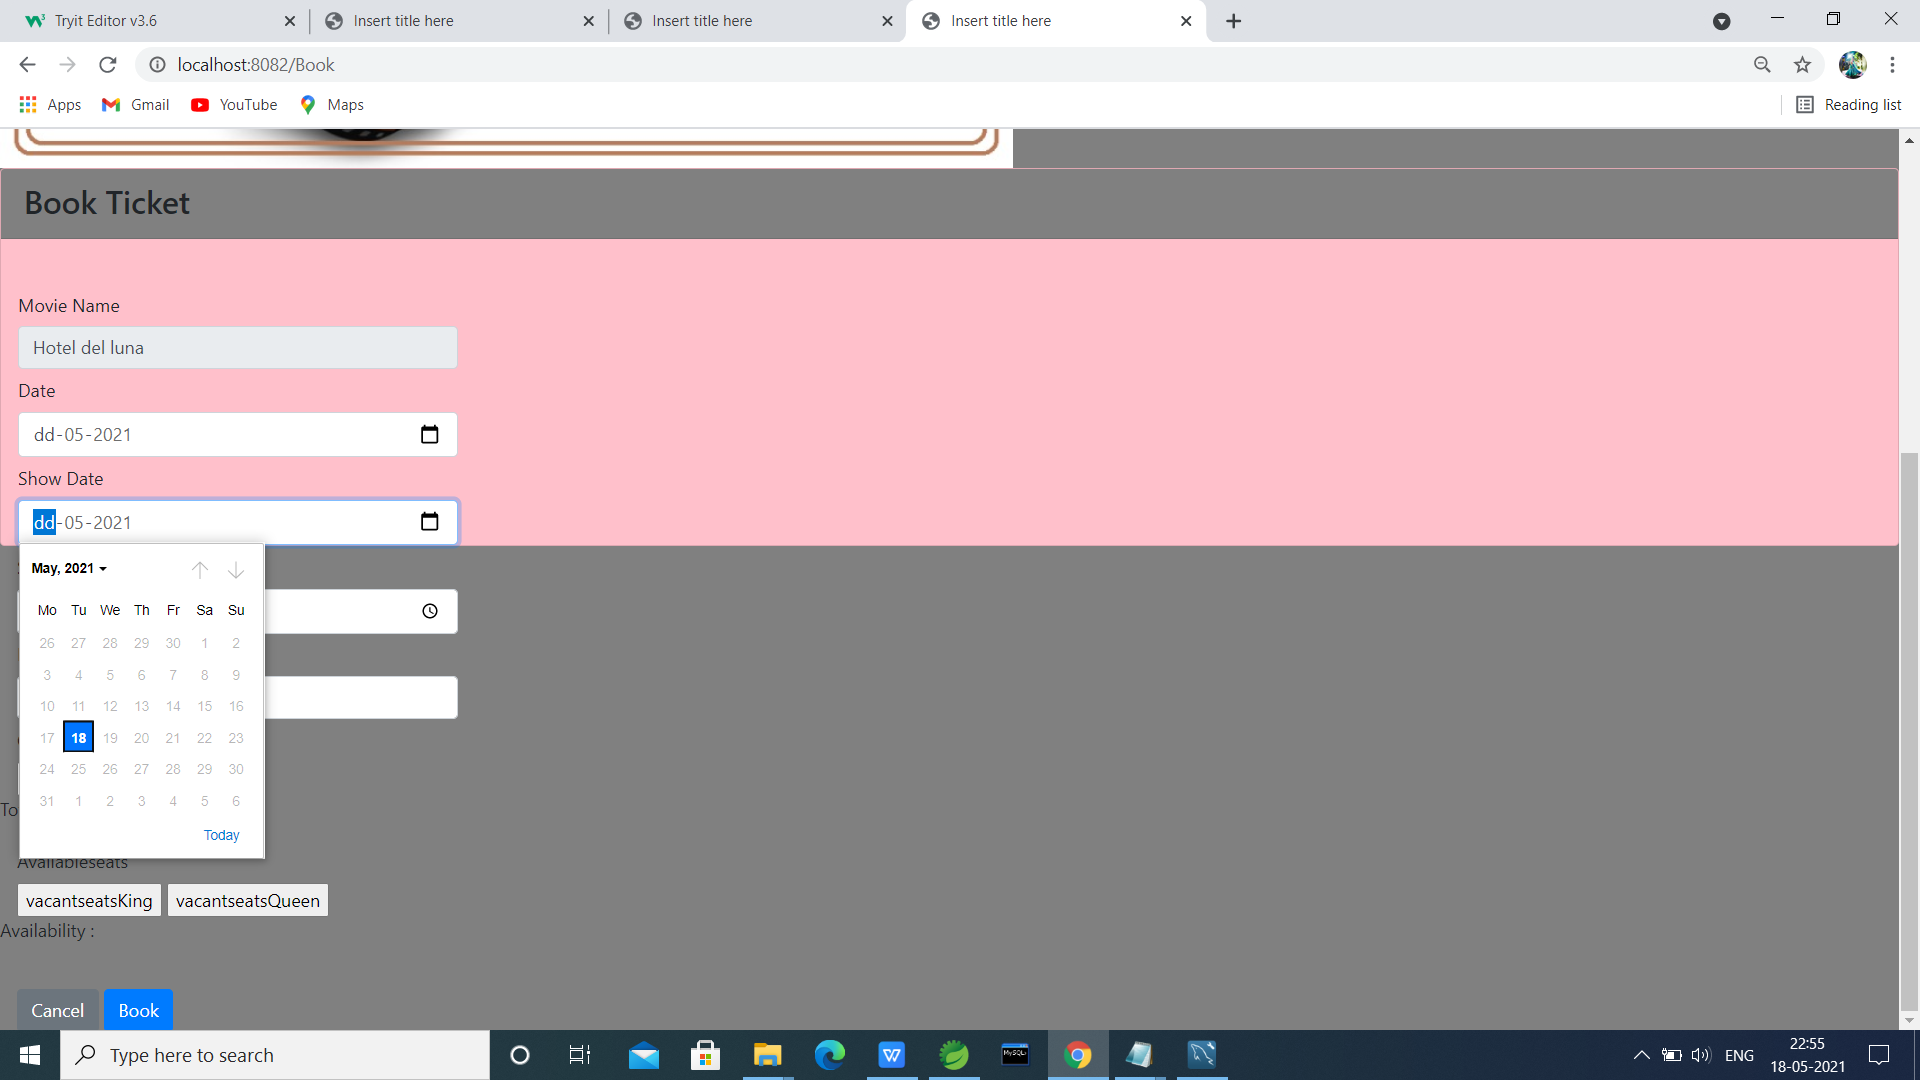 Tryit Editor v3.6
Insert title here
Insert title here
Insert title here
localhost:8082/Book
Apps Gmail YouTube Maps Reading list
Book Ticket
Movie Name
Hotel del luna
Date
dd-05-2021
Show Date
dd-05-2021
May, 2021
Mo Tu We Th Fr Sa Su
26 27 28 29 30 1 2
3 4 5 6 7 8 9
10 11 12 13 14 15 16
17 18 19 20 21 22 23
24 25 26 27 28 29 30
31 1 2 3 4 5 6
To
Today
Availableseats
vacantseatsKing vacantseatsQueen
Availability :
Cancel Book
Type here to search
MySQL
ENG
22:55
18-05-2021